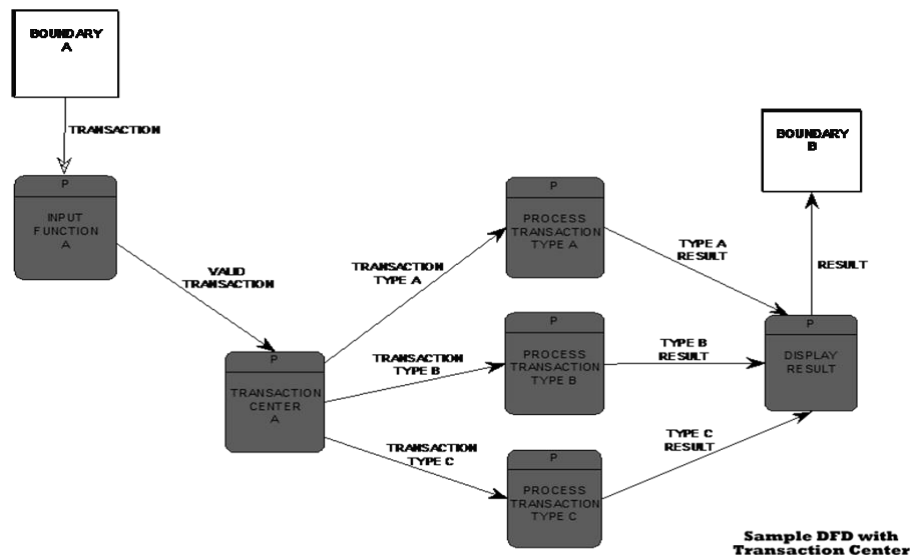 BOUNDARY
A
TRANSACTION
P
INPUT
FUNCTION
A
VALID
TRANSACTION
P
TRANSACTION
CENTER
A
TRANSACTION
TYPE A
TRANSACTION
TYPE B
TRANSACTION
TYPE C
P
PROCESS
TRANSACTION
TYPE A
P
PROCESS
TRANSACTION
TYPE B
P
PROCESS
TRANSACTION
TYPE C
TYPE A
RESULT
TYPE B
RESULT
TYPE C
RESULT
P
DISPLAY
RESULT
RESULT
BOUNDARY
B
Sample DFD with
Transaction Center